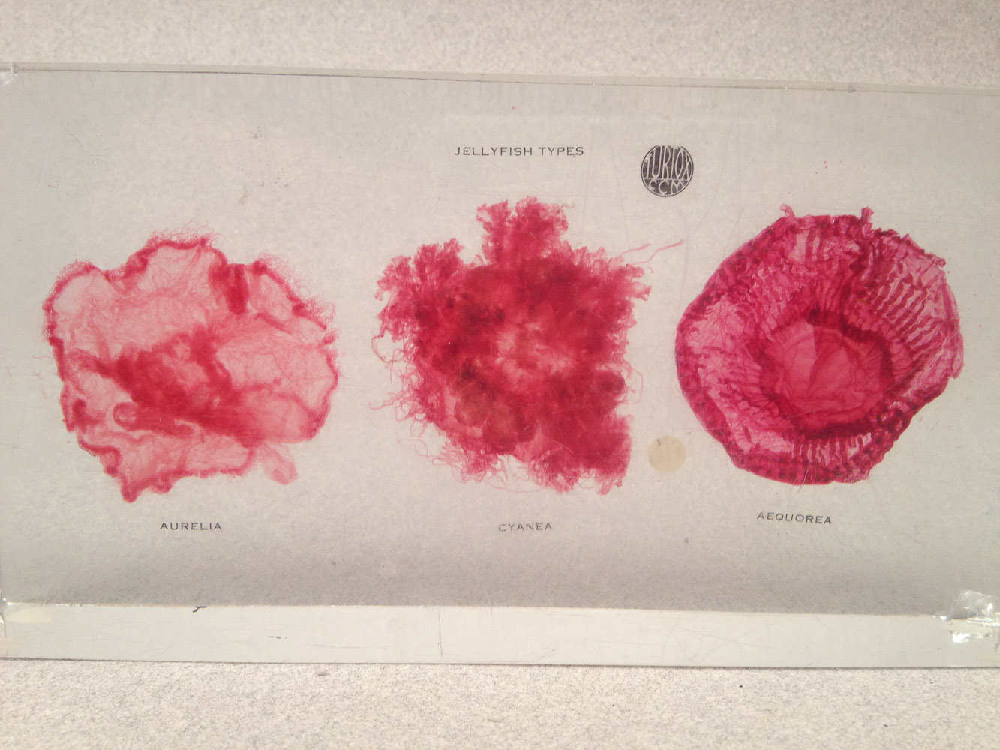 JELLYFISH TYPES
TURTOX
CCM
AURELIA
CYANEA
AEQUOREA